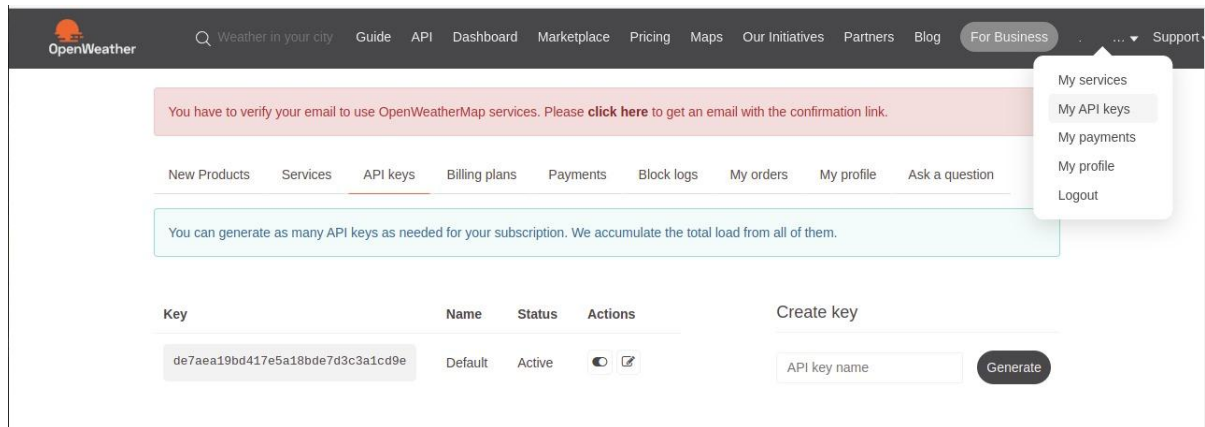 OpenWeather
Weather in your city Guide API Dashboard Marketplace Pricing Maps Our Initiatives Partners Blog For Business . ... Support
My services
My API keys
My payments
My profile
Logout
You have to verify your email to use OpenWeatherMap services. Please click here to get an email with the confirmation link.
New Products Services API keys Billing plans Payments Block logs My orders My profile Ask a question
You can generate as many API keys as needed for your subscription. We accumulate the total load from all of them.
Key Name Status Actions
de7aea19bd417e5a18bde7d3c3a1cd9e Default Active
Create key
API key name Generate